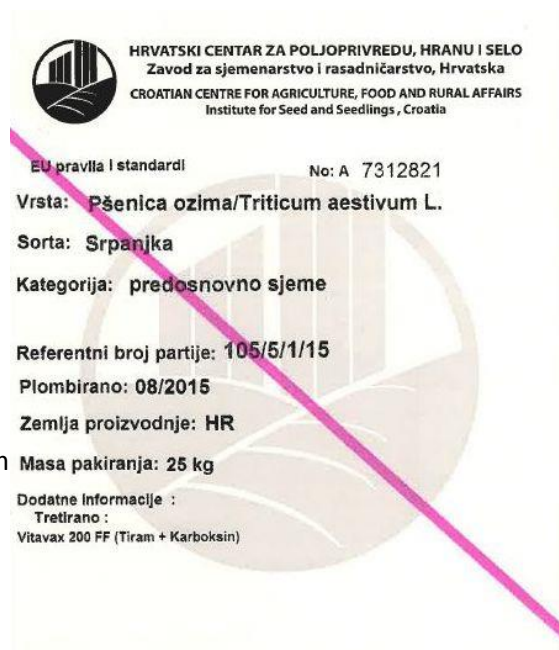 HRVATSKI CENTAR ZA POLJOPRIVREDU, HRANU I SELO
Zavod za sjemenarstvo i rasadničarstvo, Hrvatska
CROATIAN CENTRE FOR AGRICULTURE, FOOD AND RURAL AFFAIRS
Institute for Seed and Seedlings, Croatia
EU pravila i standardi No: A 7312821
Vrsta: Pšenica ozima/Triticum aestivum L.
Sorta: Srpanjka
Kategorija: predosnovno sjeme
Referentni broj partije: 105/5/1/15
Plombirano: 08/2015
Zemlja proizvodnje: HR
Masa pakiranja: 25 kg
Dodatne informacije :
Tretirano :
Vitavax 200 FF (Tiram + Karboksin)